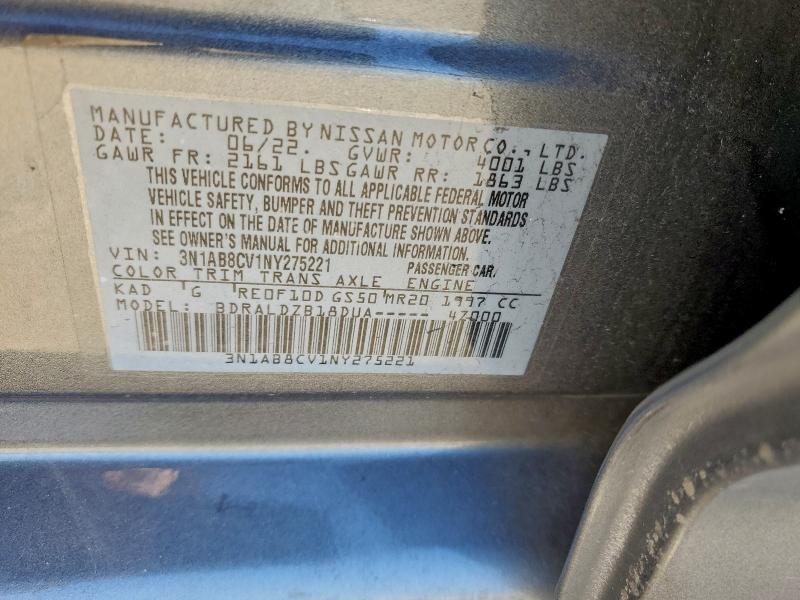 MANUFACTURED BY NISSAN MOTOR CO., LTD.
DATE: 06/22. GVWR: 4001 LBS
GAWR FR: 2161 LBS GAWR RR: 1863 LBS
THIS VEHICLE CONFORMS TO ALL APPLICABLE FEDERAL MOTOR
VEHICLE SAFETY, BUMPER AND THEFT PREVENTION STANDARDS
IN EFFECT ON THE DATE OF MANUFACTURE SHOWN ABOVE.
SEE OWNER'S MANUAL FOR ADDITIONAL INFORMATION.
VIN: 3N1AB8CV1NY275221 PASSENGER CAR.
COLOR TRIM TRANS AXLE ENGINE
KAD G RE0F10D GS50 MR20 1997 CC
MODEL: BDRALDZB18DUA----- 47000
3N1AB8CV1NY275221